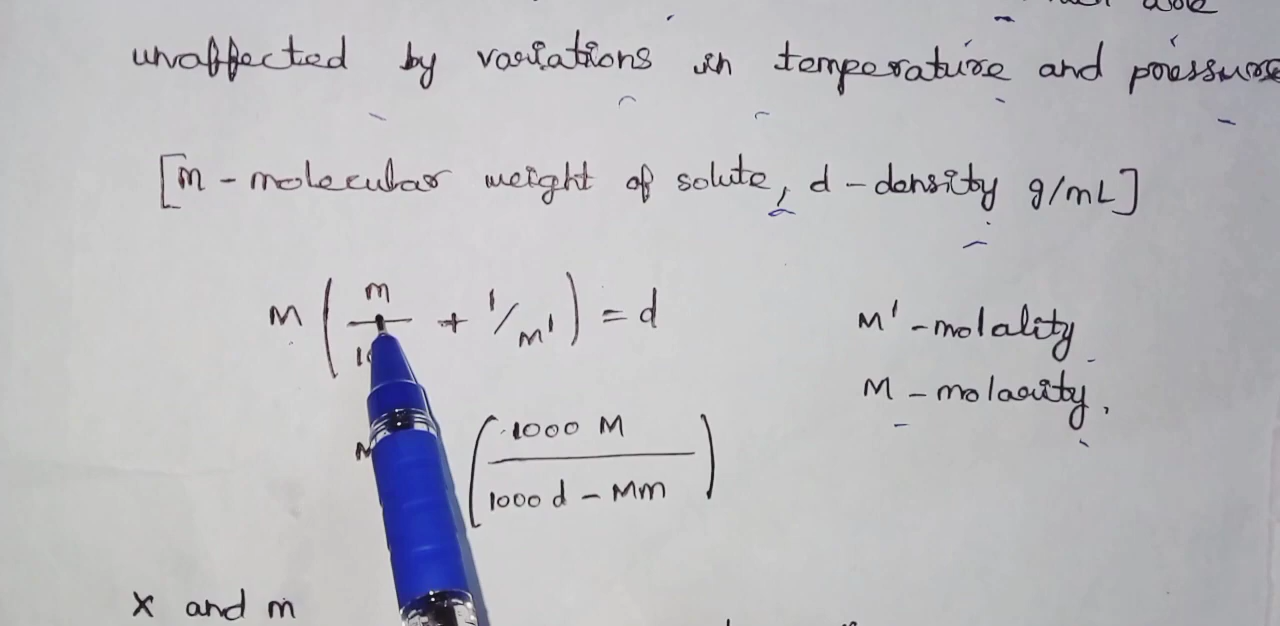 unaffected by variations in temperature and pressure
[m - molecular weight of solute, d - density g/mL]
M ( m / 10 + 1/M' ) = d
M' - molality
M - molarity.
( 1000 M / 1000 d - Mm )
X and m